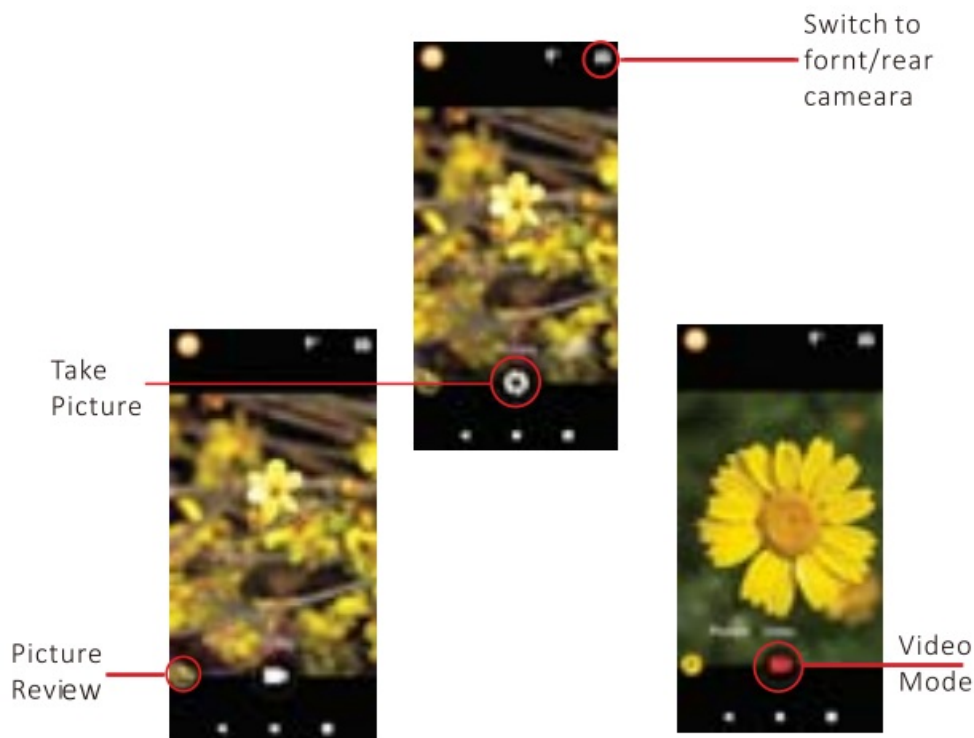 Switch to
fornt/rear
cameara
Take
Picture
Picture
Review
Video
Mode